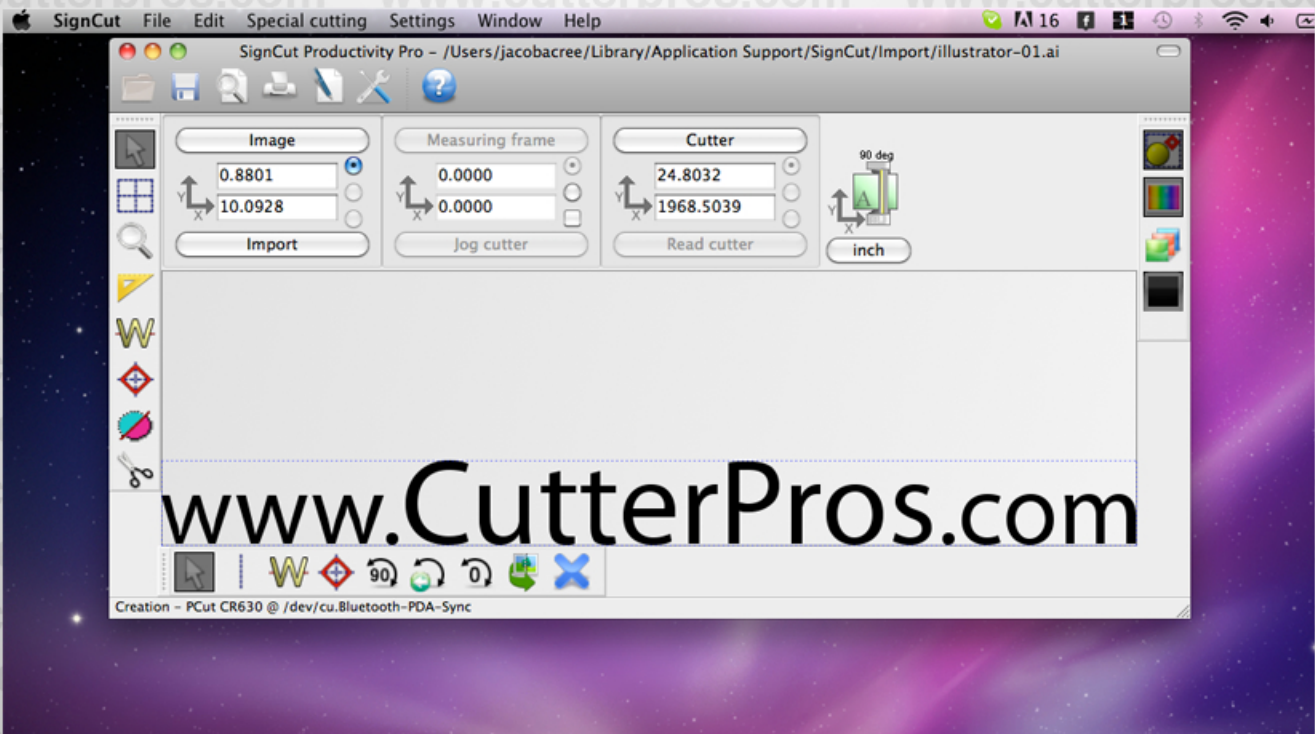 SignCut File Edit Special cutting Settings Window Help 16
SignCut Productivity Pro – /Users/jacobacree/Library/Application Support/SignCut/Import/illustrator-01.ai
Image Measuring frame Cutter
90 deg
0.8801 0.0000 24.8032
Y Y Y Y A
10.0928 0.0000 1968.5039
X X X X
Import Jog cutter Read cutter inch
www.CutterPros.com
90 0
Creation – PCut CR630 @ /dev/cu.Bluetooth-PDA-Sync